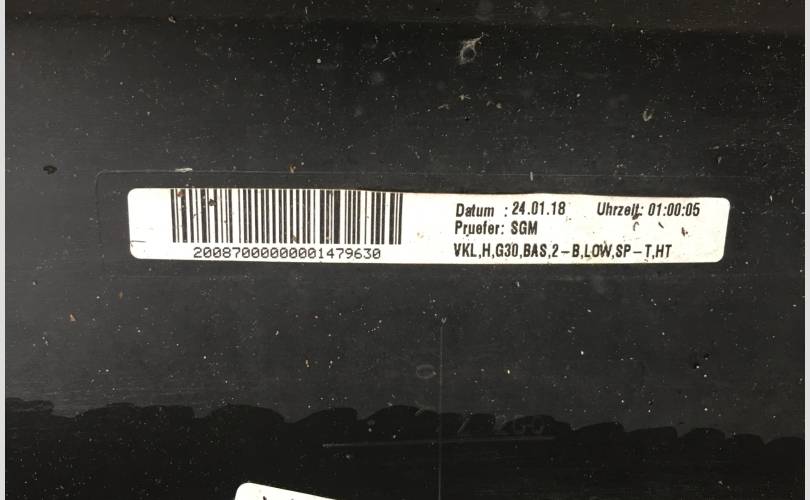 Datum : 24.01.18 Uhrzeit: 01:00:05
Pruefer: SGM
VKL,H,G30,BAS,2-B,LOW,SP-T,HT
20087000000001479630